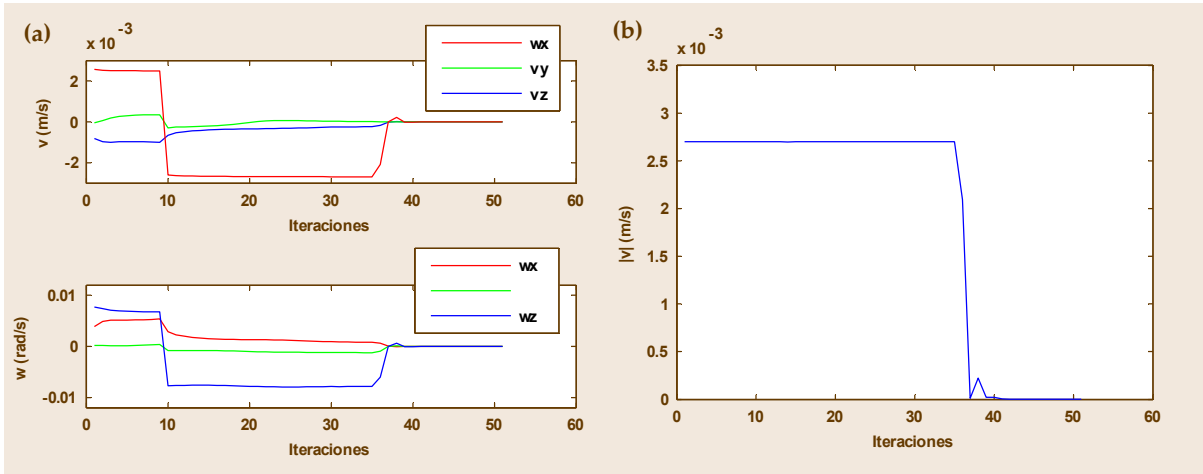 (a)
x 10 -3
wx
vy
vz
v (m/s)
2
0
-2
0 10 20 30 40 50 60
Iteraciones
wx
wz
w (rad/s)
0.01
0
-0.01
0 10 20 30 40 50 60
Iteraciones
(b)
x 10 -3
3.5
3
2.5
2
1.5
1
0.5
0
|v| (m/s)
0 10 20 30 40 50 60
Iteraciones